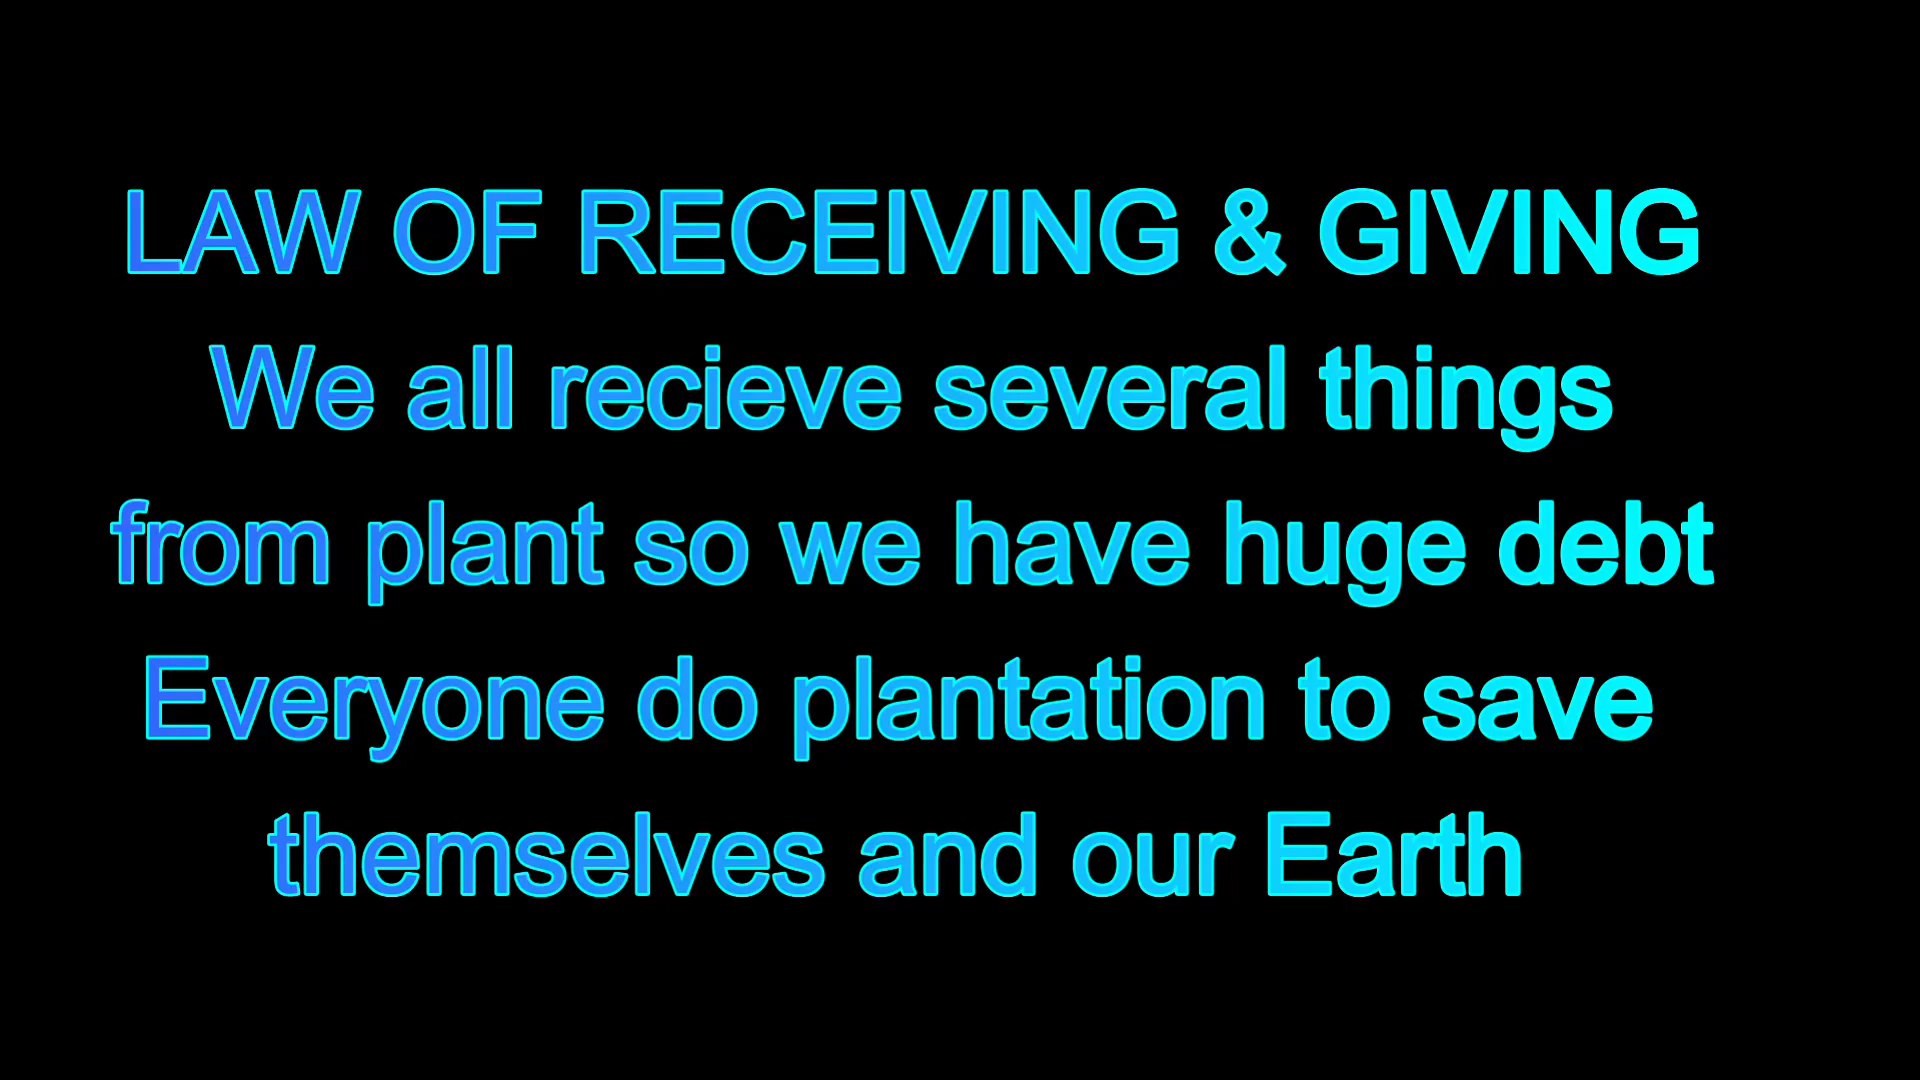 LAW OF RECEIVING & GIVING
We all recieve several things
from plant so we have huge debt
Everyone do plantation to save
themselves and our Earth